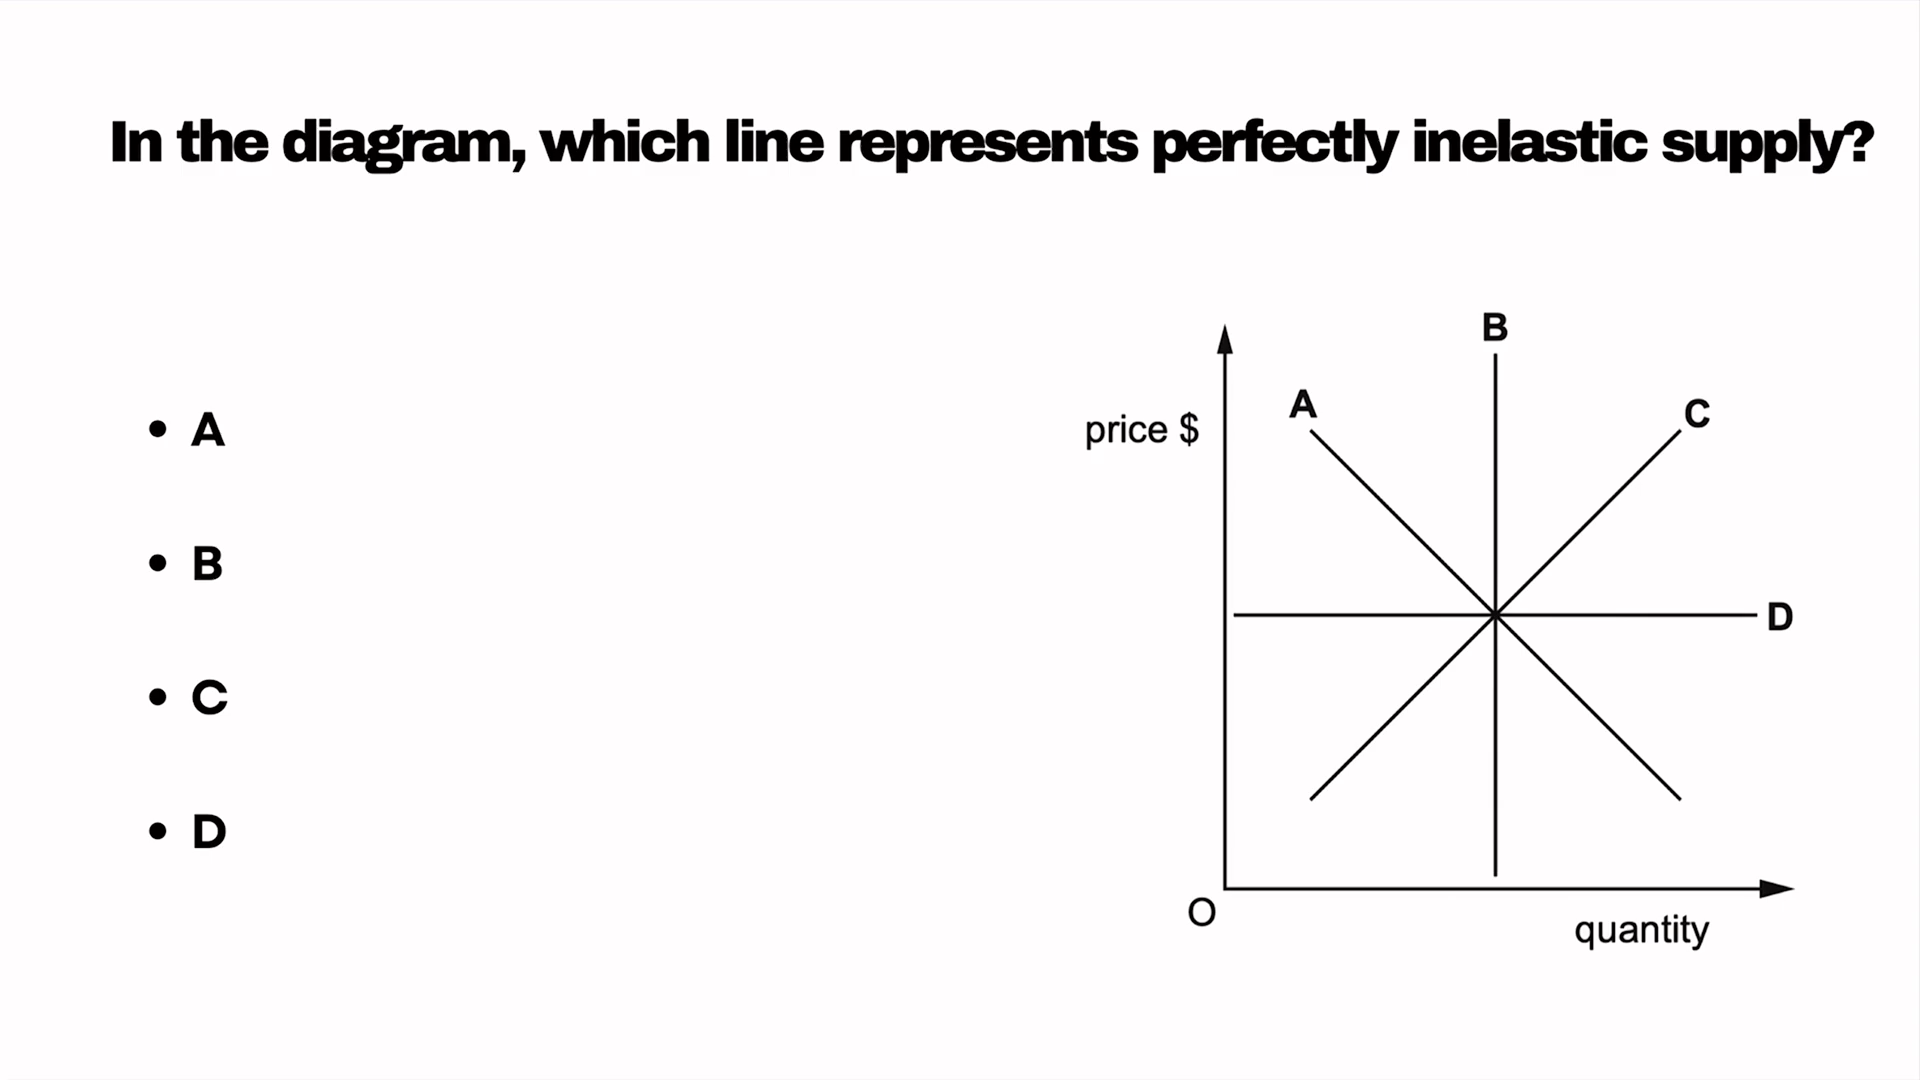 In the diagram, which line represents perfectly inelastic supply?
• A
• B
• C
• D
B
A
C
price $
D
O
quantity